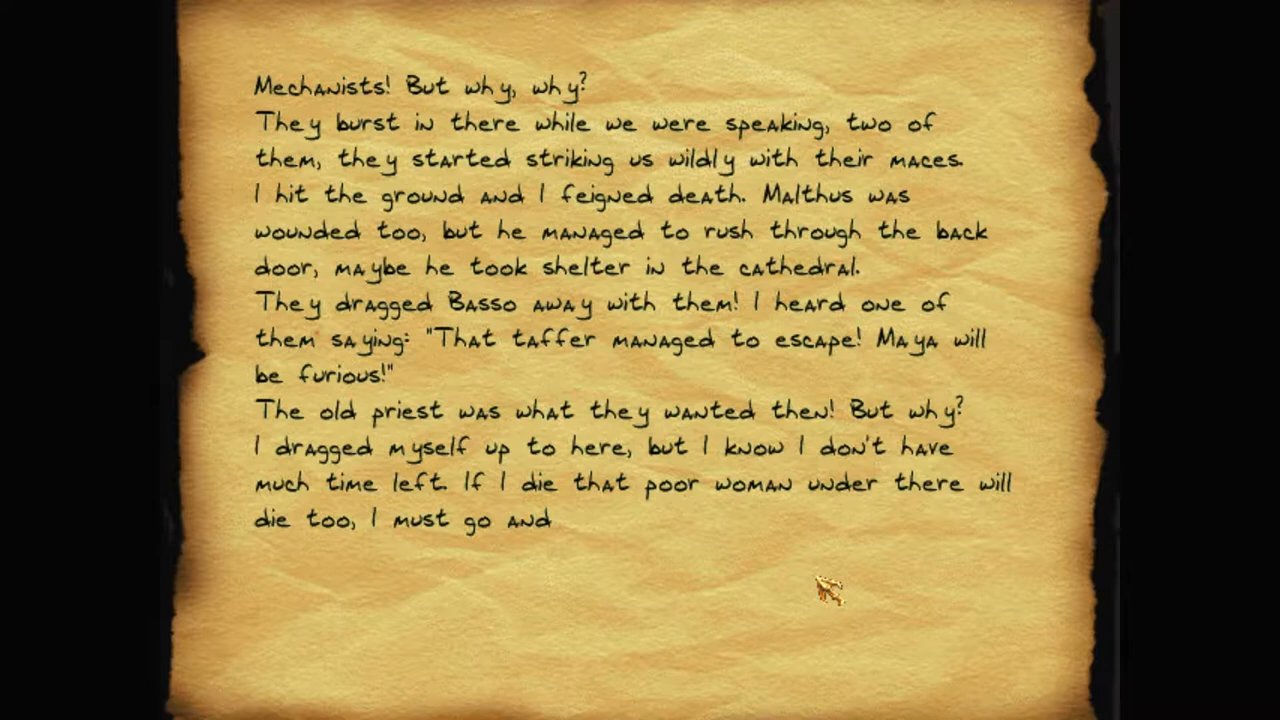 Mechanists! But why, why?
They burst in there while we were speaking, two of
them, they started striking us wildly with their maces.
I hit the ground and I feigned death. Malthus was
wounded too, but he managed to rush through the back
door, maybe he took shelter in the cathedral.
They dragged Basso away with them! I heard one of
them saying: "That taffer managed to escape! Maya will
be furious!"
The old priest was what they wanted then! But why?
I dragged myself up to here, but I know I don't have
much time left. If I die that poor woman under there will
die too, I must go and